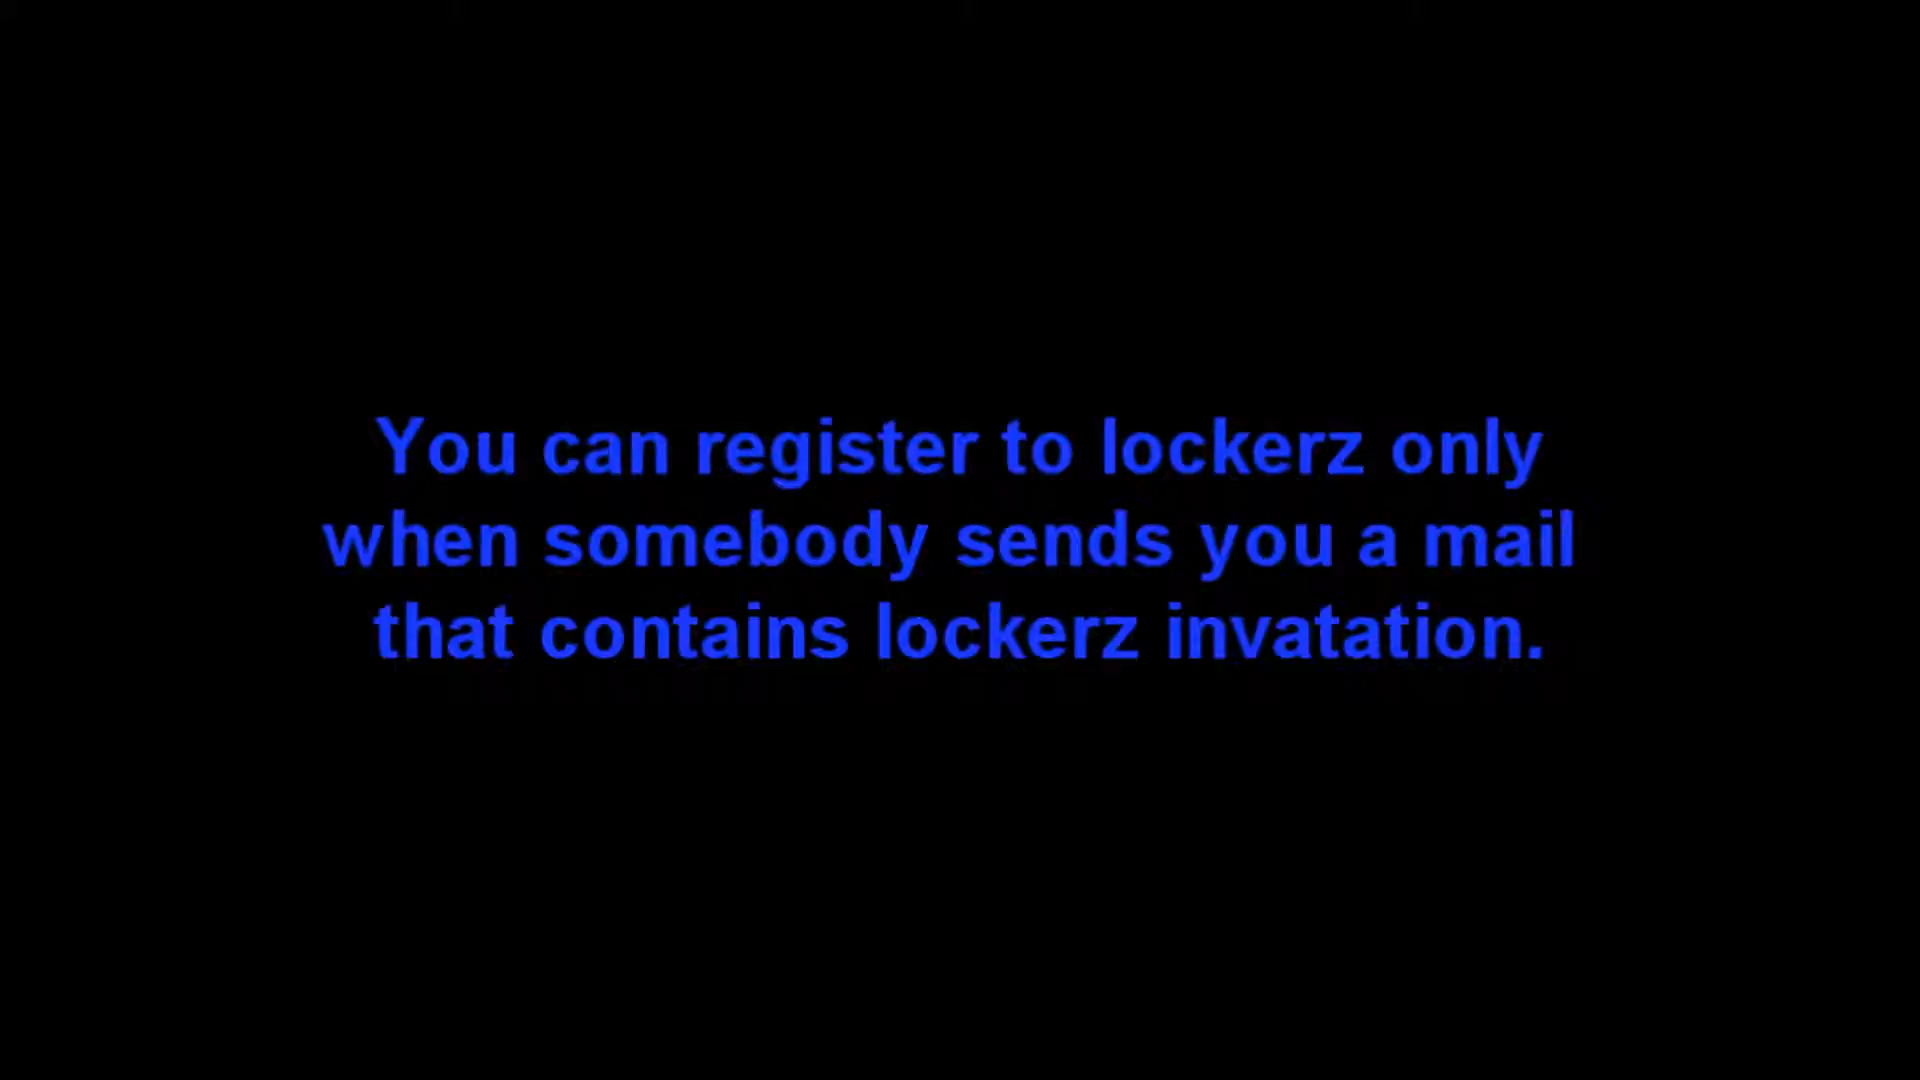 You can register to lockerz only
when somebody sends you a mail
that contains lockerz invatation.